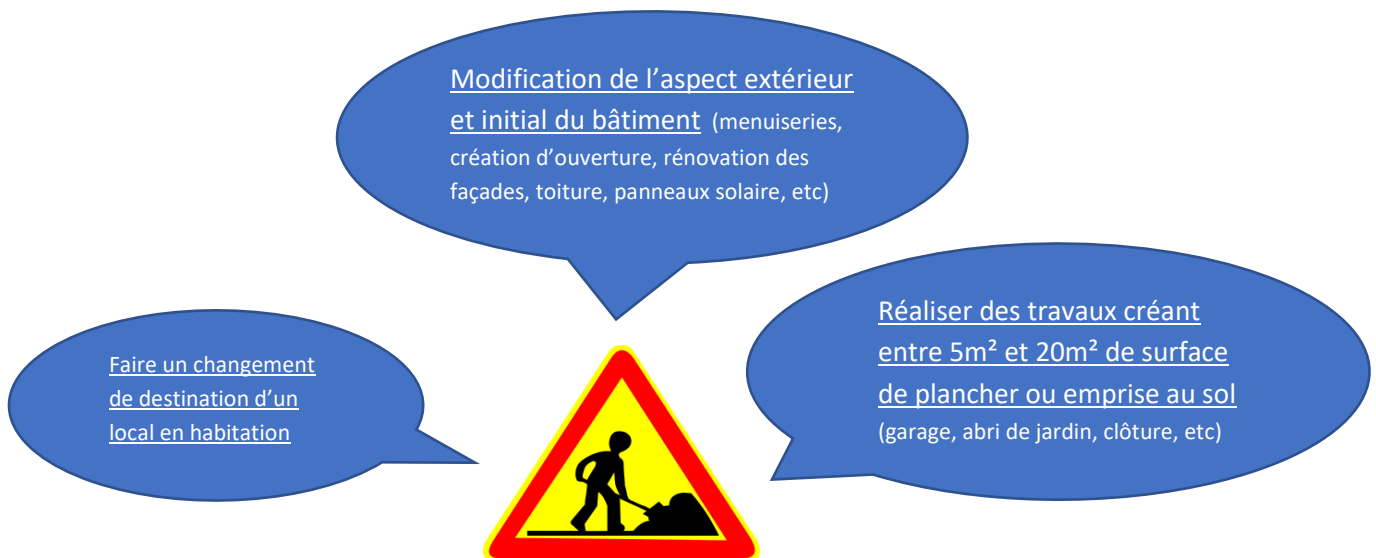 Modification de l’aspect extérieur
et initial du bâtiment (menuiseries,
création d’ouverture, rénovation des
façades, toiture, panneaux solaire, etc)
Faire un changement
de destination d’un
local en habitation
Réaliser des travaux créant
entre 5m² et 20m² de surface
de plancher ou emprise au sol
(garage, abri de jardin, clôture, etc)